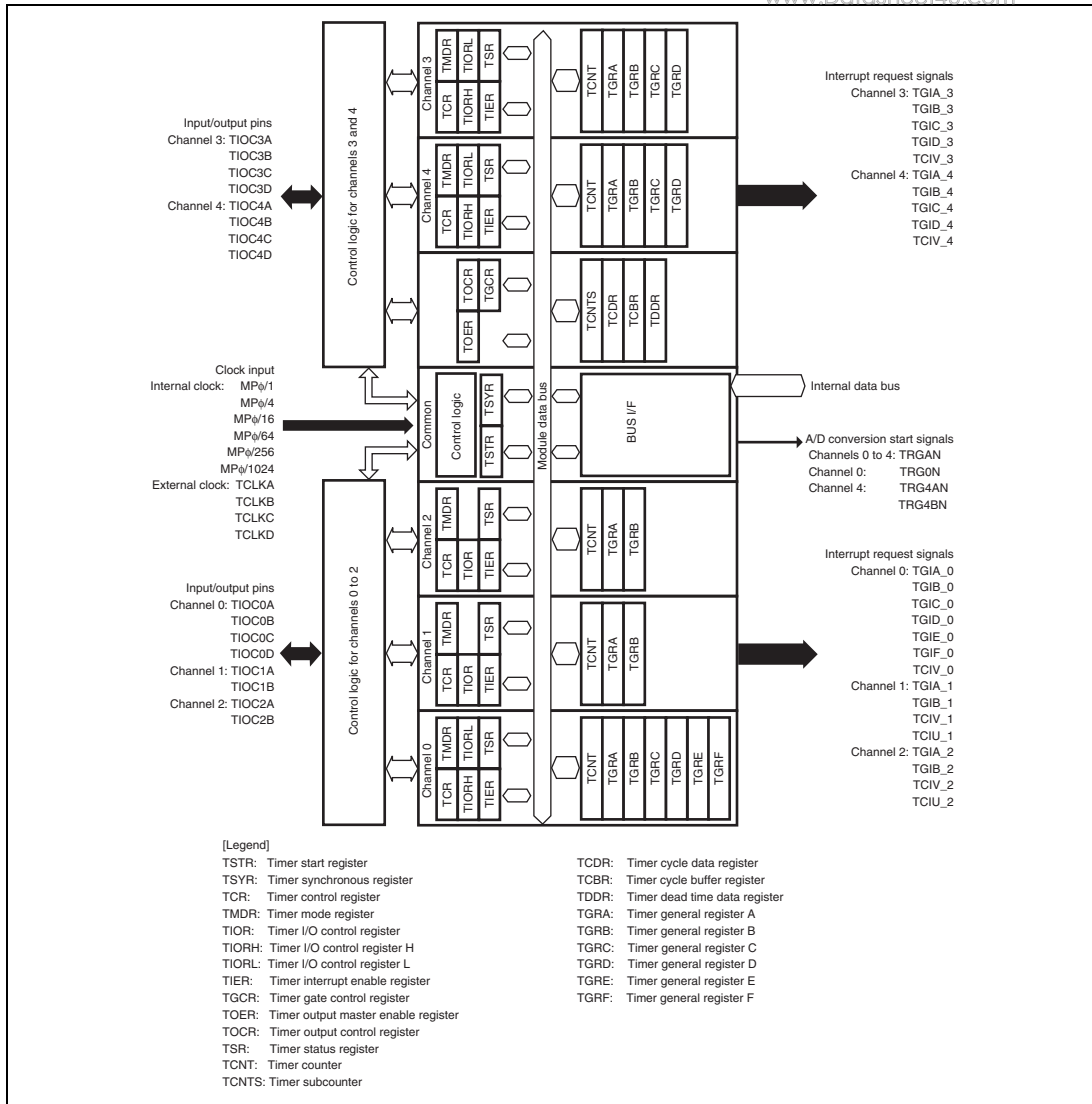 www.DataSheet4U.com
Input/output pins
Channel 3: TIOC3A
TIOC3B
TIOC3C
TIOC3D
Channel 4: TIOC4A
TIOC4B
TIOC4C
TIOC4D
Clock input
Internal clock: MPφ/1
MPφ/4
MPφ/16
MPφ/64
MPφ/256
MPφ/1024
External clock: TCLKA
TCLKB
TCLKC
TCLKD
Input/output pins
Channel 0: TIOC0A
TIOC0B
TIOC0C
TIOC0D
Channel 1: TIOC1A
TIOC1B
Channel 2: TIOC2A
TIOC2B
Control logic for channels 3 and 4
Control logic for channels 0 to 2
Channel 3
TCR TMDR
TIORH TIORL
TIER TSR
TCNT
TGRA
TGRB
TGRC
TGRD
Channel 4
TCR TMDR
TIORH TIORL
TIER TSR
TCNT
TGRA
TGRB
TGRC
TGRD
TOER TOCR
TGCR
TCNTS
TCDR
TCBR
TDDR
Common
Control logic
TSTR TSYR
Module data bus
BUS I/F
Channel 2
TCR TMDR
TIOR
TIER TSR
TCNT
TGRA
TGRB
Channel 1
TCR TMDR
TIOR
TIER TSR
TCNT
TGRA
TGRB
Channel 0
TCR TMDR
TIORH TIORL
TIER TSR
TCNT
TGRA
TGRB
TGRC
TGRD
TGRE
TGRF
Interrupt request signals
Channel 3: TGIA_3
TGIB_3
TGIC_3
TGID_3
TCIV_3
Channel 4: TGIA_4
TGIB_4
TGIC_4
TGID_4
TCIV_4
Internal data bus
A/D conversion start signals
Channels 0 to 4: TRGAN
Channel 0: TRG0N
Channel 4: TRG4AN
TRG4BN
Interrupt request signals
Channel 0: TGIA_0
TGIB_0
TGIC_0
TGID_0
TGIE_0
TGIF_0
TCIV_0
Channel 1: TGIA_1
TGIB_1
TCIV_1
TCIU_1
Channel 2: TGIA_2
TGIB_2
TCIV_2
TCIU_2
[Legend]
TSTR: Timer start register
TSYR: Timer synchronous register
TCR: Timer control register
TMDR: Timer mode register
TIOR: Timer I/O control register
TIORH: Timer I/O control register H
TIORL: Timer I/O control register L
TIER: Timer interrupt enable register
TGCR: Timer gate control register
TOER: Timer output master enable register
TOCR: Timer output control register
TSR: Timer status register
TCNT: Timer counter
TCNTS: Timer subcounter
TCDR: Timer cycle data register
TCBR: Timer cycle buffer register
TDDR: Timer dead time data register
TGRA: Timer general register A
TGRB: Timer general register B
TGRC: Timer general register C
TGRD: Timer general register D
TGRE: Timer general register E
TGRF: Timer general register F